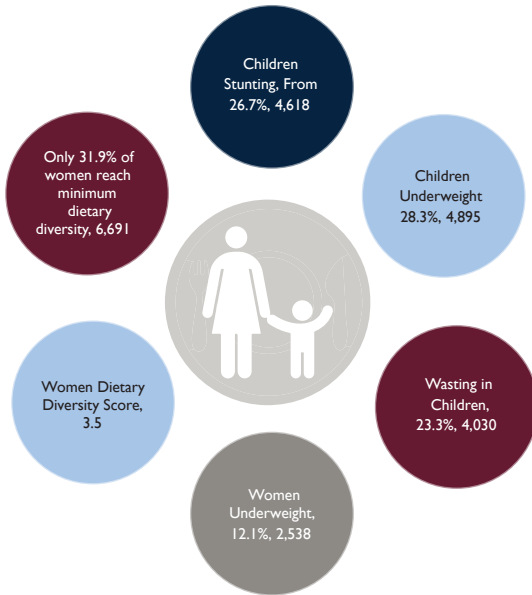 Children
Stunting, From
26.7%, 4,618
Children
Underweight
28.3%, 4,895
Wasting in
Children,
23.3%, 4,030
Women
Underweight,
12.1%, 2,538
Women Dietary
Diversity Score,
3.5
Only 31.9% of
women reach
minimum
dietary
diversity, 6,691